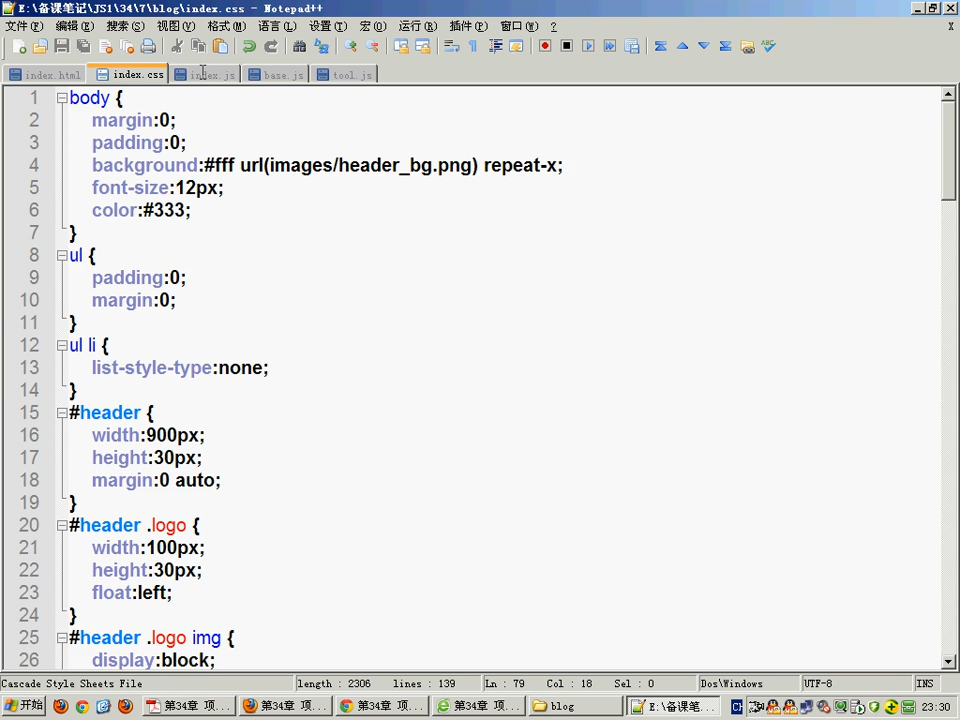 E:\备课笔记\JS1\34\7\blog\index.css - Notepad++
文件(F) 编辑(E) 搜索(S) 视图(V) 格式(M) 语言(L) 设置(T) 宏(O) 运行(R) 插件(P) 窗口(W) ? X
index.html index.css index.js base.js tool.js
1 body {
2 margin:0;
3 padding:0;
4 background:#fff url(images/header_bg.png) repeat-x;
5 font-size:12px;
6 color:#333;
7 }
8 ul {
9 padding:0;
10 margin:0;
11 }
12 ul li {
13 list-style-type:none;
14 }
15 #header {
16 width:900px;
17 height:30px;
18 margin:0 auto;
19 }
20 #header .logo {
21 width:100px;
22 height:30px;
23 float:left;
24 }
25 #header .logo img {
26 display:block;
Cascade Style Sheets File length : 2306 lines : 139 Ln : 79 Col : 18 Sel : 0 Dos\Windows UTF-8 INS
开始 第34章 项... 第34章 项... 第34章 项... 第34章 项... blog E:\备课笔... 23:30